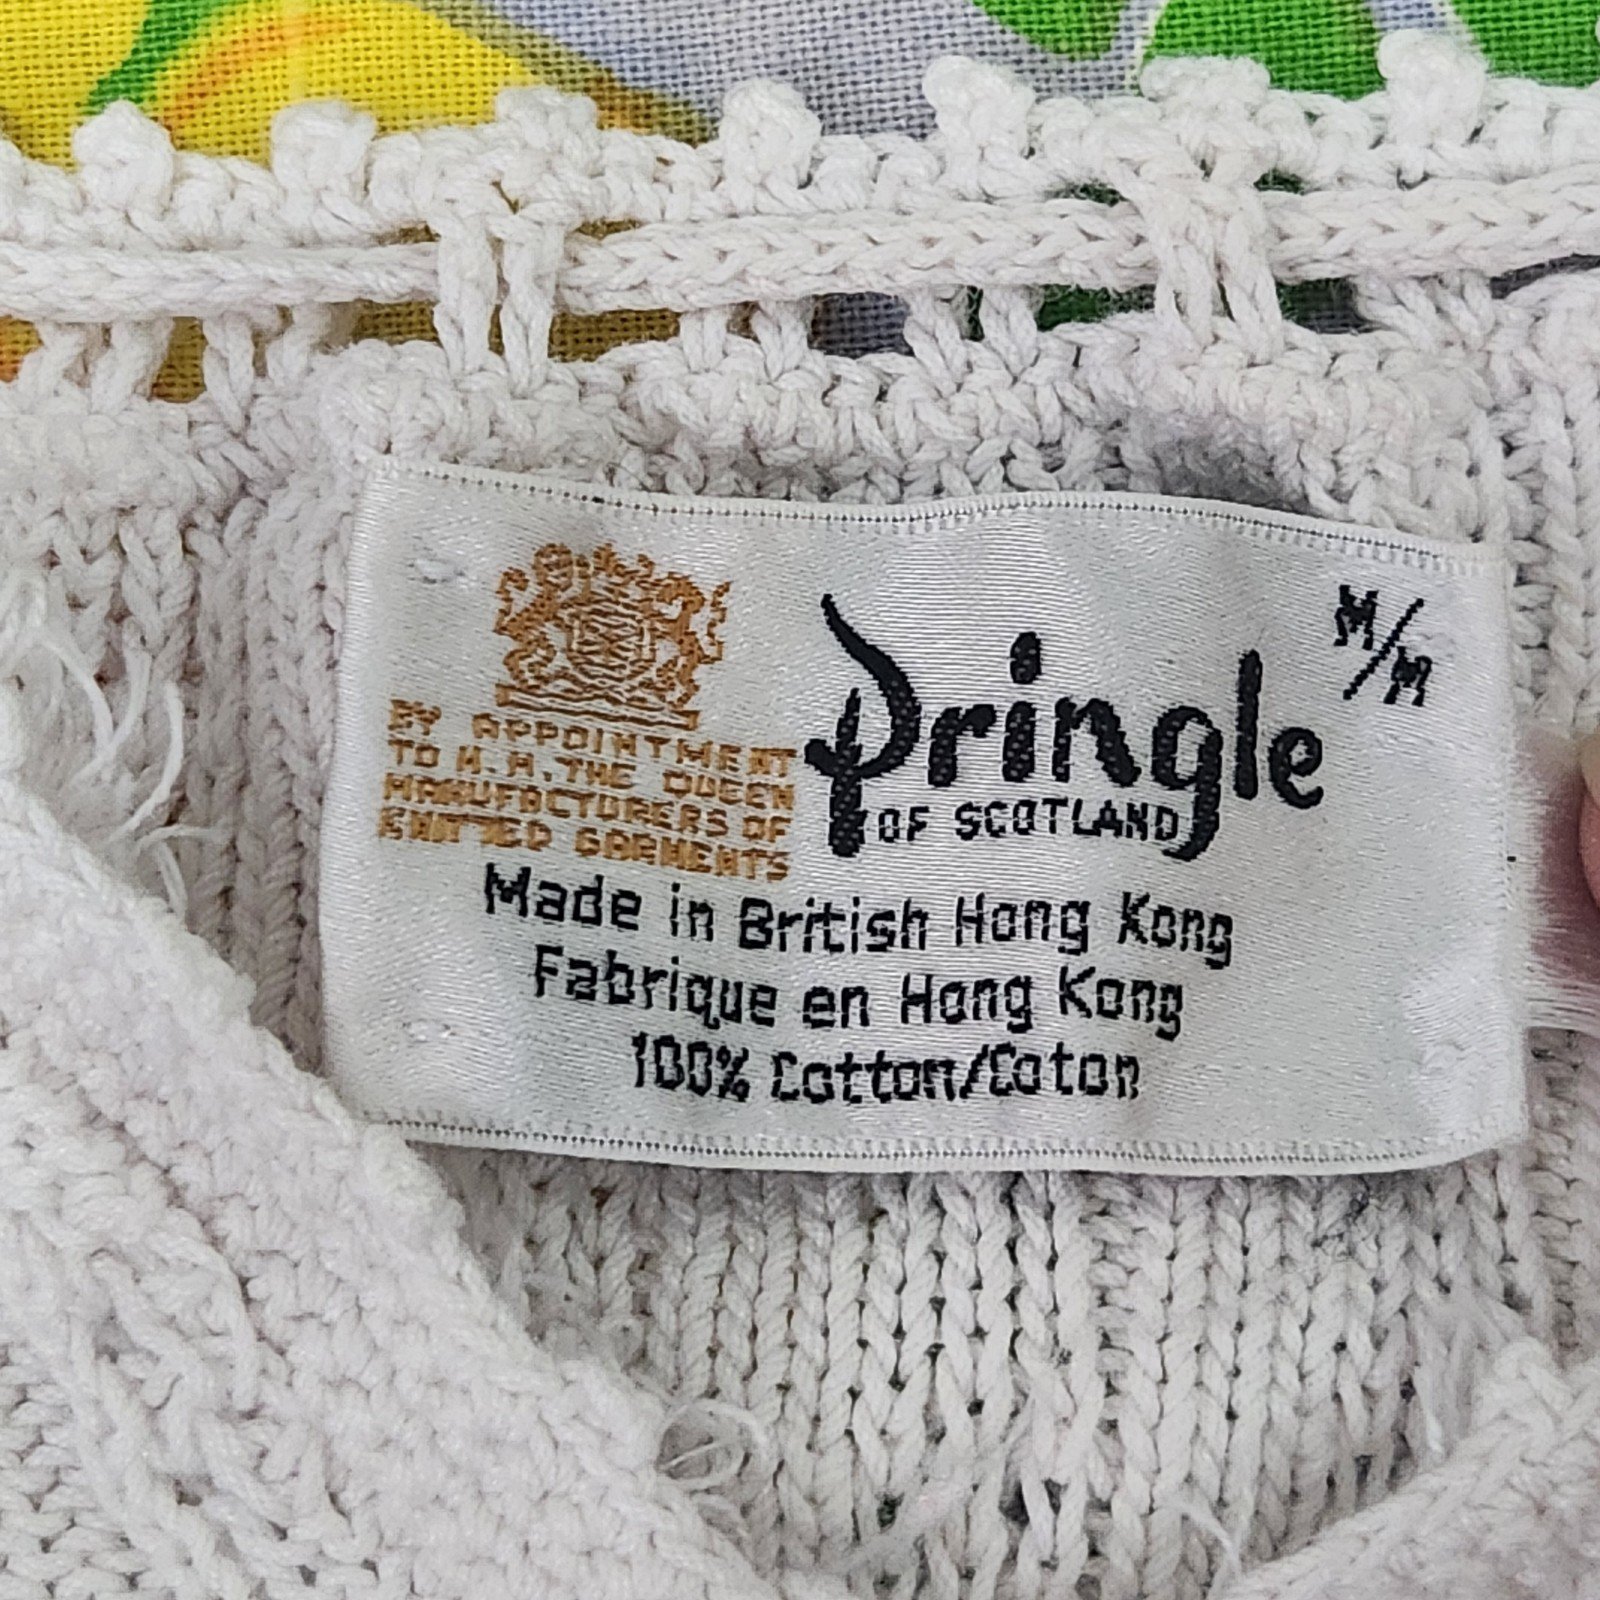 M/M
Pringle
OF SCOTLAND
BY APPOINTMENT
TO H.M. THE QUEEN
MANUFACTURERS OF
KNITTED GARMENTS
Made in British Hong Kong
Fabrique en Hong Kong
100% Cotton/Coton